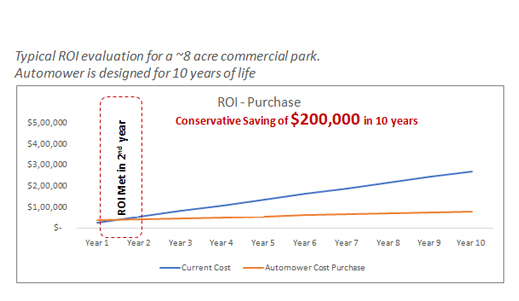 Typical ROI evaluation for a ~8 acre commercial park.
Automower is designed for 10 years of life
ROI - Purchase
Conservative Saving of $200,000 in 10 years
ROI Met in 2nd year
$5,00,000
$4,00,000
$3,00,000
$2,00,000
$1,00,000
$-
Year 1 Year 2 Year 3 Year 4 Year 5 Year 6 Year 7 Year 8 Year 9 Year 10
Current Cost Automower Cost Purchase